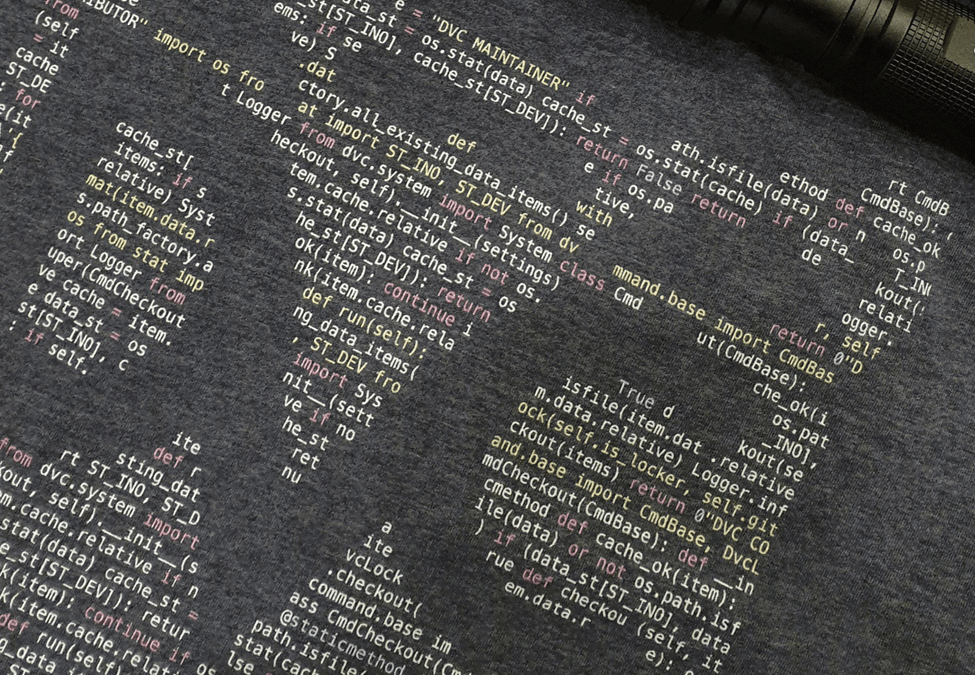 from
(self
= it
cache
ST_DE
: for
RIBUTOR" import os fro
t Logger from dvc.system import System class Cmd
e = "DVC MAINTAINER" if
data_st = os.stat(data) cache_st = os.stat(cache) if (data_
_st[ST_INO], cache_st[ST_DEV]): return False
ems: if se
ve) S
.dat
ctory.all_existing_data_items()
at import ST_INO, ST_DEV from dv
def
heckout, self).__init__(settings)
tem.cache.relative if not os.
s.stat(data) cache_st = os
he_st[ST_DEV]): return
ok(item): continue i
nk(item.cache.rela
def run(self):
ng_data_items(
, ST_DEV fro
import Sys
nit__(sett
ve if no
he_st
ret
nu
ath.isfile(data) or n
e if os.pa
return
tive,
with
se
ethod def cache_ok
de
rt CmdB
CmdBase):
os.p
T_IN
kout(
relati
ogger.
mmand.base import CmdBas
r, self
return 0"D
ut(CmdBase):
che_ok(i
os.pat
_INO],
kout(se
cache_st[
items: if s
relative) Syst
mat(item.data.r
s.path_factory.a
os from stat imp
ort Logger from
uper(CmdCheckout
ve cache = item.
e data_st = os
st[ST_INO], c
: if self.
True d
isfile(item.dat
m.data.relative) Logger.inf
.relative
ock(self.is_locker, self.git
ckout(items) return 0"DVC CO
and.base import CmdBase, DvcL
mdCheckout(CmdBase): def __in
cmethod def cache_ok(item):
ile(data) or not os.path.isf
) if (data_st[ST_INO], data
rue def checkou (self, it
em.data.r
e):
ite
def r
sting_dat
rt ST_INO, ST_D
from dvc.system import
kout, self).__init__(s
em.cache.relative if n
.stat(data) cache_st =
e_st[ST_DEV]): retur
k(item): continue if os
k(item.cache.relat
def run(self)
g_data_i
a
ite
vcLock
.checkout(
command.base im
ass CmdCheckout(Cm
@staticmethod
path.isfile(
stat(cac
lse